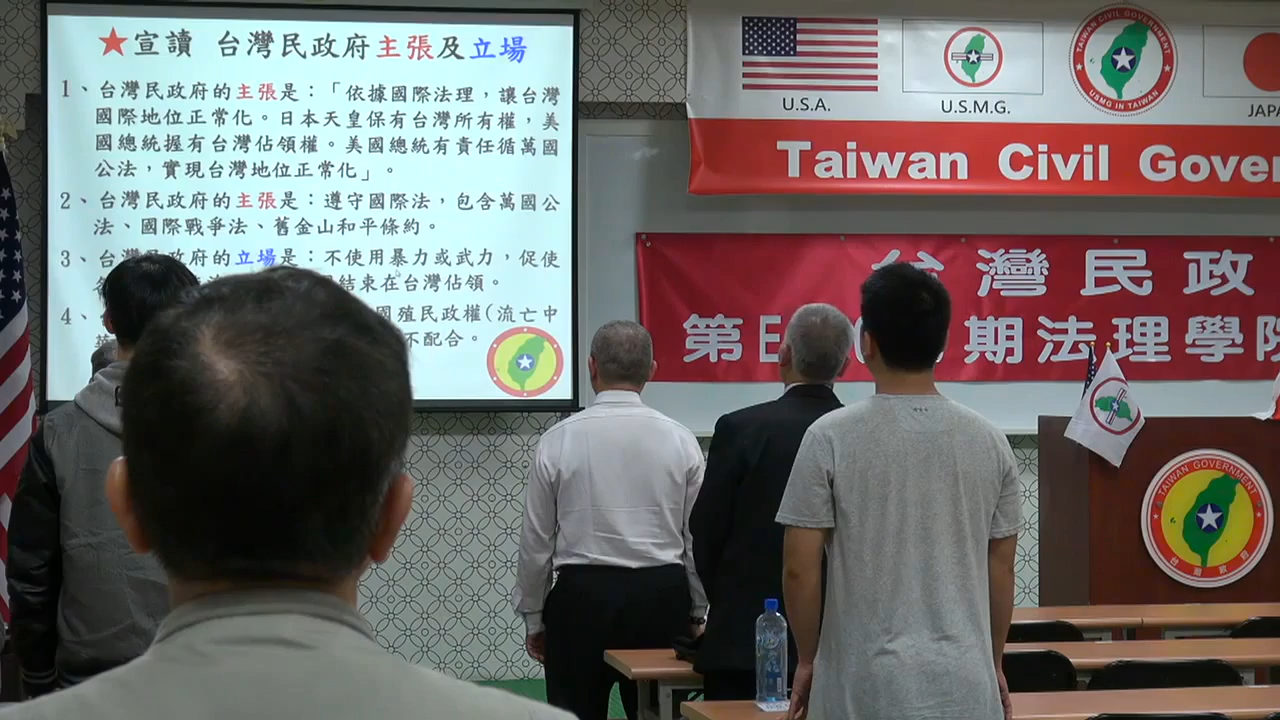 ★宣讀 台灣民政府主張及立場
1、台灣民政府的主張是：「依據國際法理，讓台灣
國際地位正常化。日本天皇保有台灣所有權，美
國總統握有台灣佔領權。美國總統有責任循萬國
公法，實現台灣地位正常化」。
2、台灣民政府的主張是：遵守國際法，包含萬國公
法、國際戰爭法、舊金山和平條約。
3、台灣民政府的立場是：不使用暴力或武力，促使
結束在台灣佔領。
4、
國殖民政權(流亡中
不配合。
U.S.A.
U.S.M.G.
TAIWAN CIVIL GOVERNMENT
USMG IN TAIWAN
JAPA
Taiwan Civil Gover
台灣民政
第E
期法理學院
TAIWAN GOVERNMENT
台灣政府